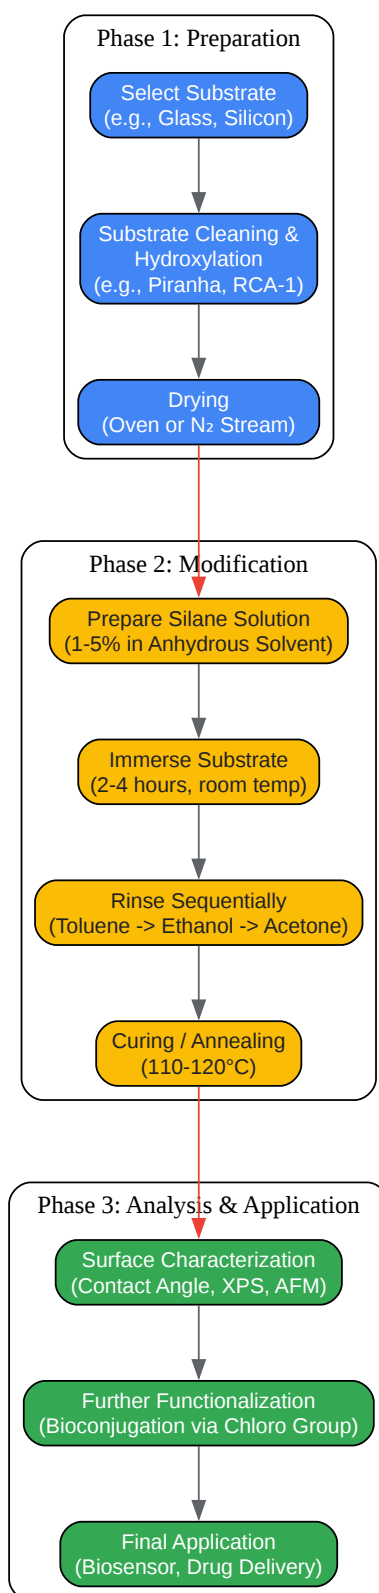 Phase 1: Preparation
Select Substrate
(e.g., Glass, Silicon)
Substrate Cleaning &
Hydroxylation
(e.g., Piranha, RCA-1)
Drying
(Oven or N₂ Stream)
Phase 2: Modification
Prepare Silane Solution
(1-5% in Anhydrous Solvent)
Immerse Substrate
(2-4 hours, room temp)
Rinse Sequentially
(Toluene -> Ethanol -> Acetone)
Curing / Annealing
(110-120°C)
Phase 3: Analysis & Application
Surface Characterization
(Contact Angle, XPS, AFM)
Further Functionalization
(Bioconjugation via Chloro Group)
Final Application
(Biosensor, Drug Delivery)